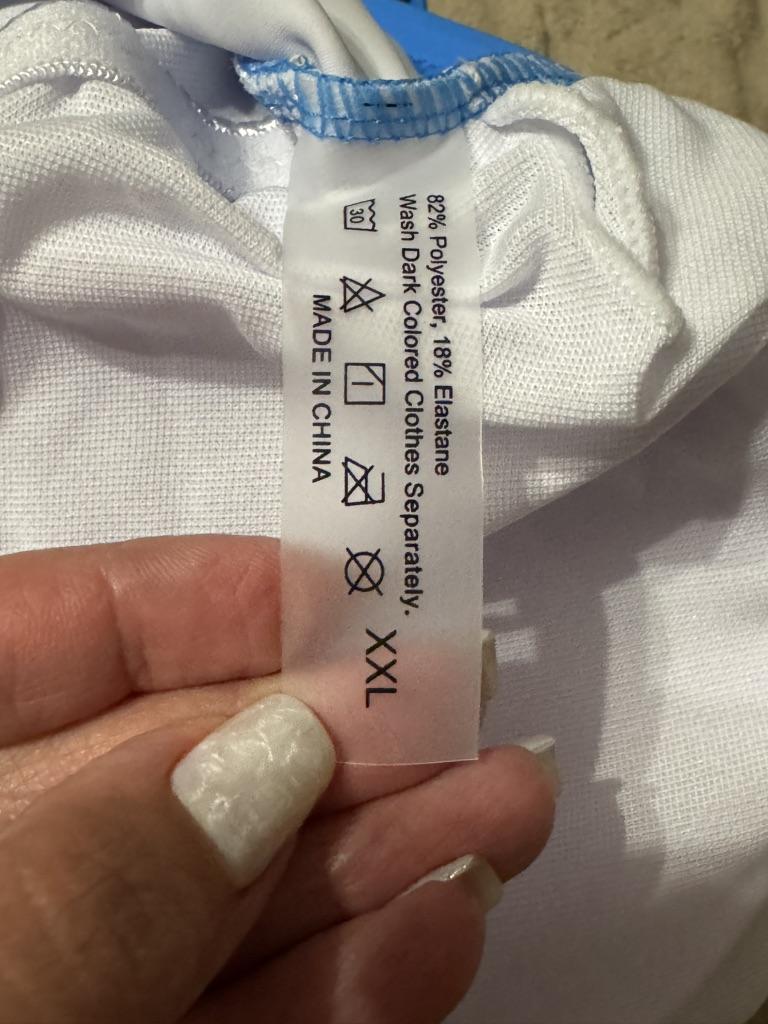 82% Polyester, 18% Elastane
Wash Dark Colored Clothes Separately.
30
XXL
MADE IN CHINA